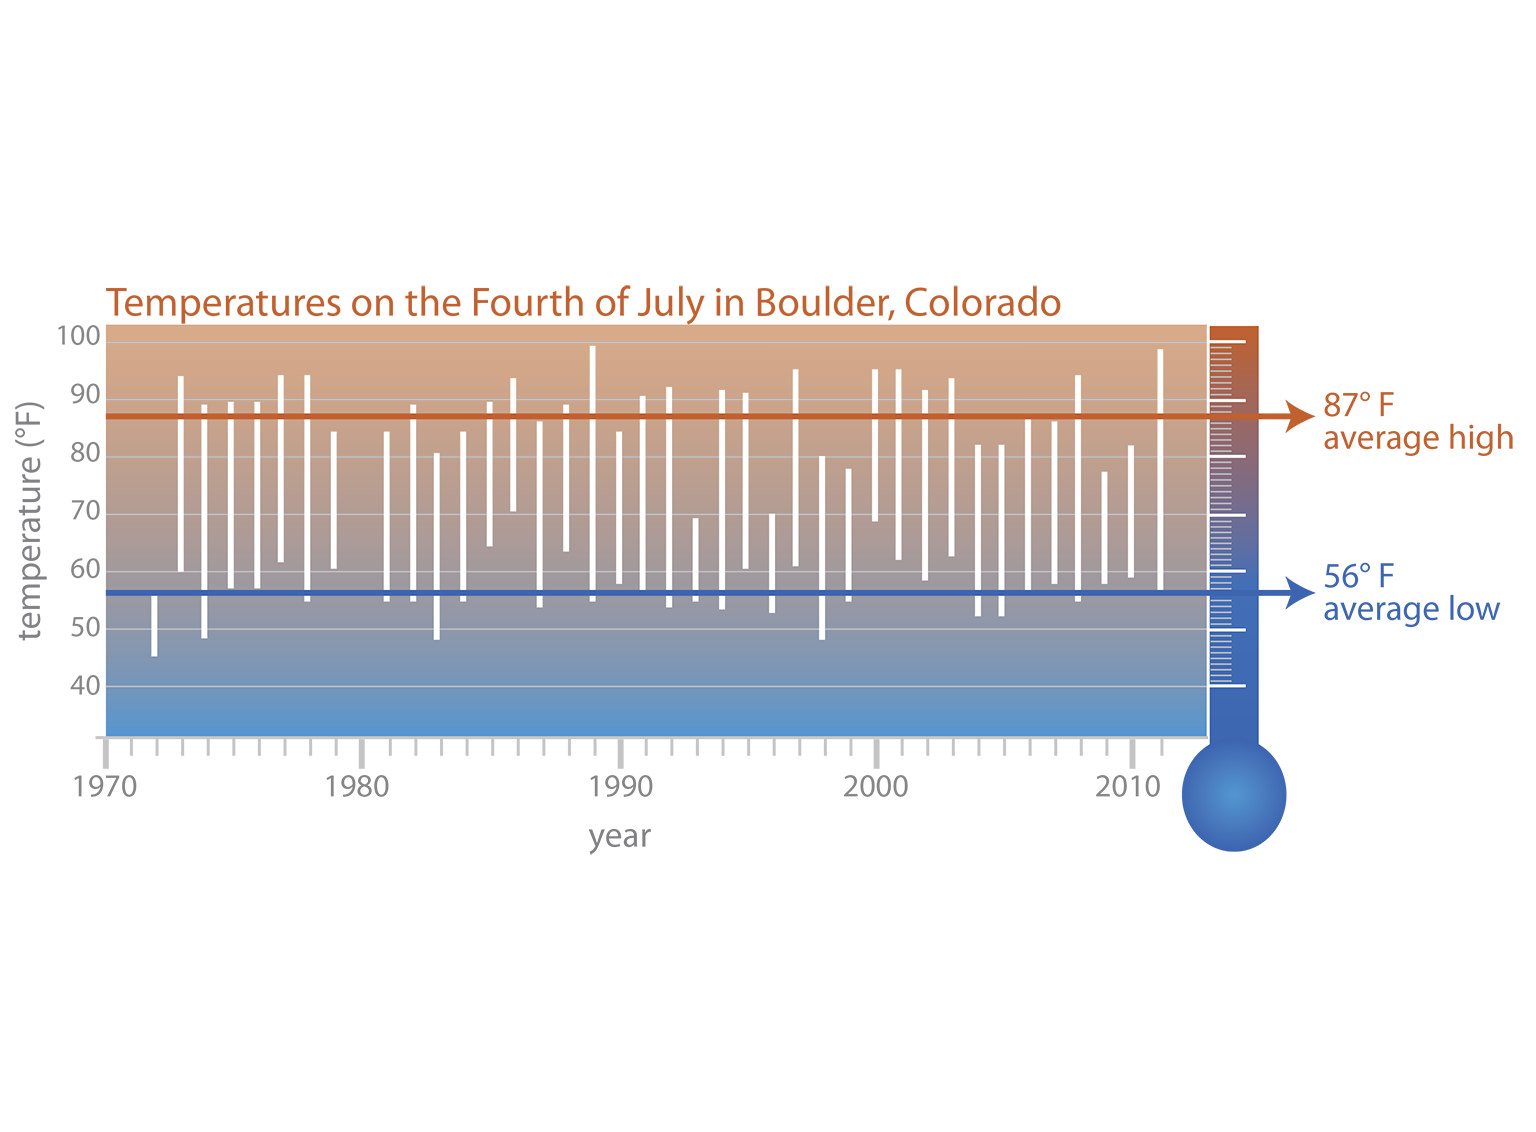 Temperatures on the Fourth of July in Boulder, Colorado
100
90
80
70
60
50
40
temperature (°F)
87° F
average high
56° F
average low
1970 1980 1990 2000 2010
year